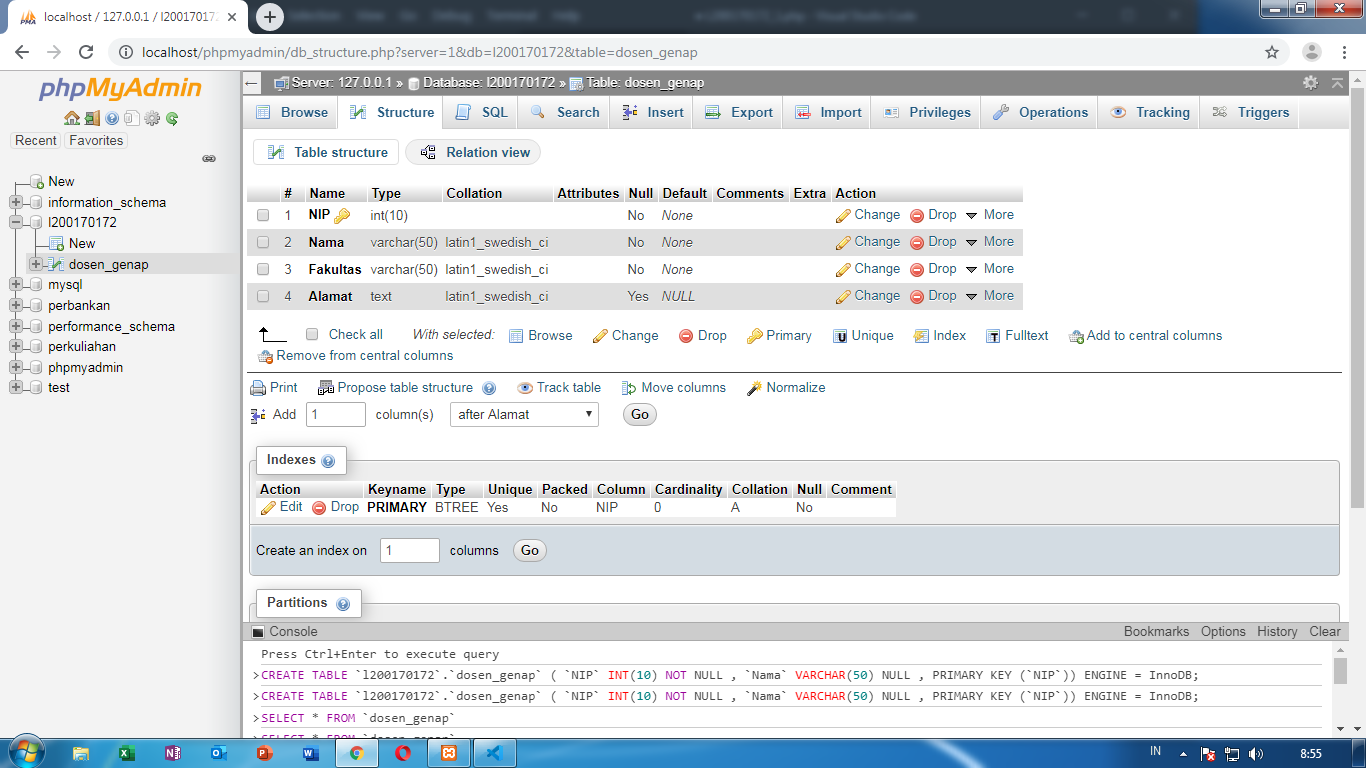 localhost / 127.0.0.1 / l200170172
localhost/phpmyadmin/db_structure.php?server=1&db=l200170172&table=dosen_genap
phpMyAdmin
Recent Favorites
New
information_schema
l200170172
New
dosen_genap
mysql
perbankan
performance_schema
perkuliahan
phpmyadmin
test
Server: 127.0.0.1 » Database: l200170172 » Table: dosen_genap
Browse Structure SQL Search Insert Export Import Privileges Operations Tracking Triggers
Table structure Relation view
# Name Type Collation Attributes Null Default Comments Extra Action
1 NIP int(10) No None Change Drop More
2 Nama varchar(50) latin1_swedish_ci No None Change Drop More
3 Fakultas varchar(50) latin1_swedish_ci No None Change Drop More
4 Alamat text latin1_swedish_ci Yes NULL Change Drop More
Check all With selected: Browse Change Drop Primary Unique Index Fulltext Add to central columns
Remove from central columns
Print Propose table structure Track table Move columns Normalize
Add 1 column(s) after Alamat Go
Indexes
Action Keyname Type Unique Packed Column Cardinality Collation Null Comment
Edit Drop PRIMARY BTREE Yes No NIP 0 A No
Create an index on 1 columns Go
Partitions
Console Bookmarks Options History Clear
Press Ctrl+Enter to execute query
>CREATE TABLE `l200170172`.`dosen_genap` ( `NIP` INT(10) NOT NULL , `Nama` VARCHAR(50) NULL , PRIMARY KEY (`NIP`)) ENGINE = InnoDB;
>CREATE TABLE `l200170172`.`dosen_genap` ( `NIP` INT(10) NOT NULL , `Nama` VARCHAR(50) NULL , PRIMARY KEY (`NIP`)) ENGINE = InnoDB;
>SELECT * FROM `dosen_genap`
>SELECT * FROM `dosen_genap`
IN 8:55